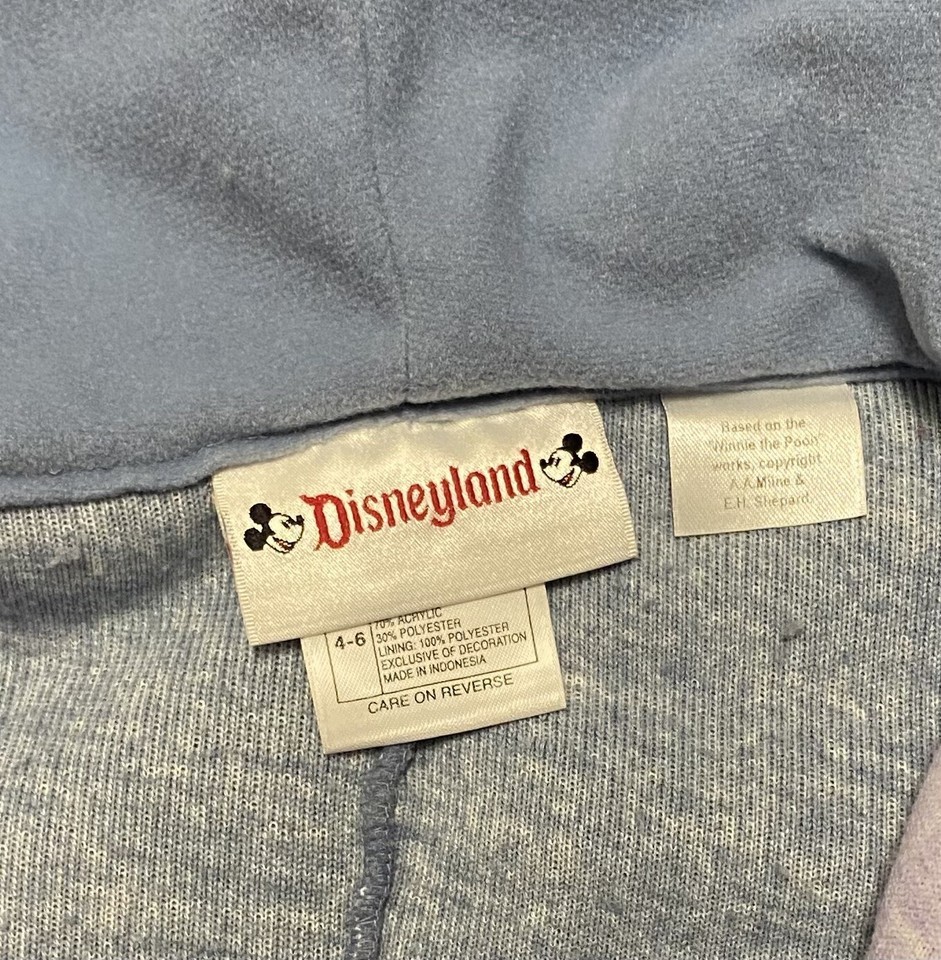 Disneyland
4-6
70% ACRYLIC
30% POLYESTER
LINING: 100% POLYESTER
EXCLUSIVE OF DECORATION
MADE IN INDONESIA
CARE ON REVERSE
Based on the
"Winnie the Pooh"
works, copyright
A.A.Milne &
E.H. Shepard.